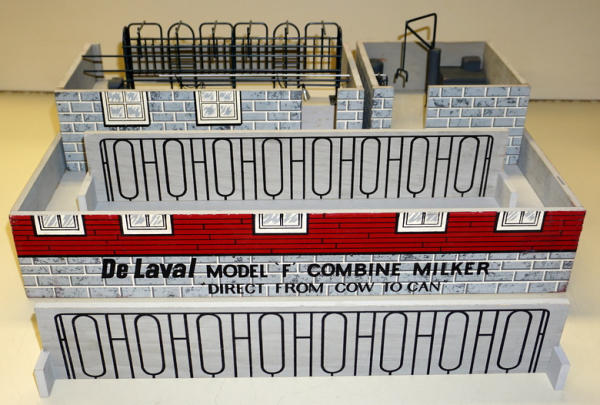 De Laval MODEL "F" COMBINE MILKER
"DIRECT FROM COW TO CAN"